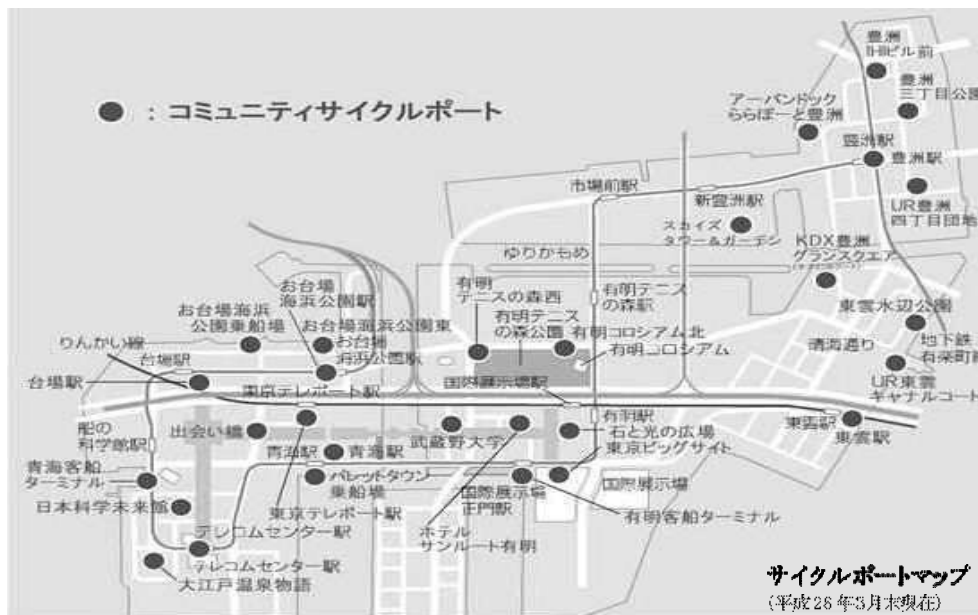 ● : コミュニティサイクルポート
豊洲
IHIビル前
豊洲
三丁目公園
アーバンドック
ららぽーと豊洲
豊洲駅
豊洲駅
市場前駅
新豊洲駅
UR豊洲
四丁目団地
スカイズ
タワー&ガーデン
KDX豊洲
グランスクエア
ゆりかもめ
お台場
海浜公園駅
有明
テニスの森西
有明テニス
の森駅
東雲水辺公園
お台場海浜
公園乗船場
お台場海浜公園東
有明テニス
の森公園
有明コロシアム北
晴海通り
地下鉄
りんかい線
お台場
海浜公園駅
有明コロシアム
台場駅
台場駅
東京テレポート駅
国際展示場駅
UR東雲
キャナルコート
船の
科学館駅
出会い橋
武蔵野大学
有明駅
石と光の広場
東雲駅
東雲駅
青海駅
青海駅
東京ビッグサイト
青海客船
ターミナル
パレットタウン
乗船場
国際展示場
正門駅
国際展示場
日本科学未来館
東京テレポート駅
有明客船ターミナル
テレコムセンター駅
ホテル
サンルート有明
テレコムセンター駅
大江戸温泉物語
サイクルポートマップ
(平成26年3月末現在)